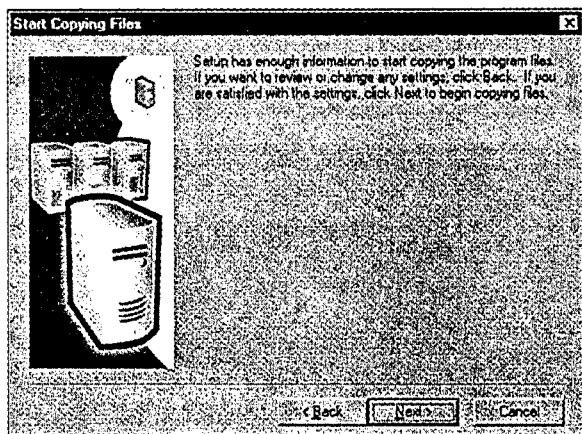 Start Copying Files
Setup has enough information to start copying the program files.
If you want to review or change any settings, click Back. If you
are satisfied with the settings, click Next to begin copying files.
< Back
Next >
Cancel